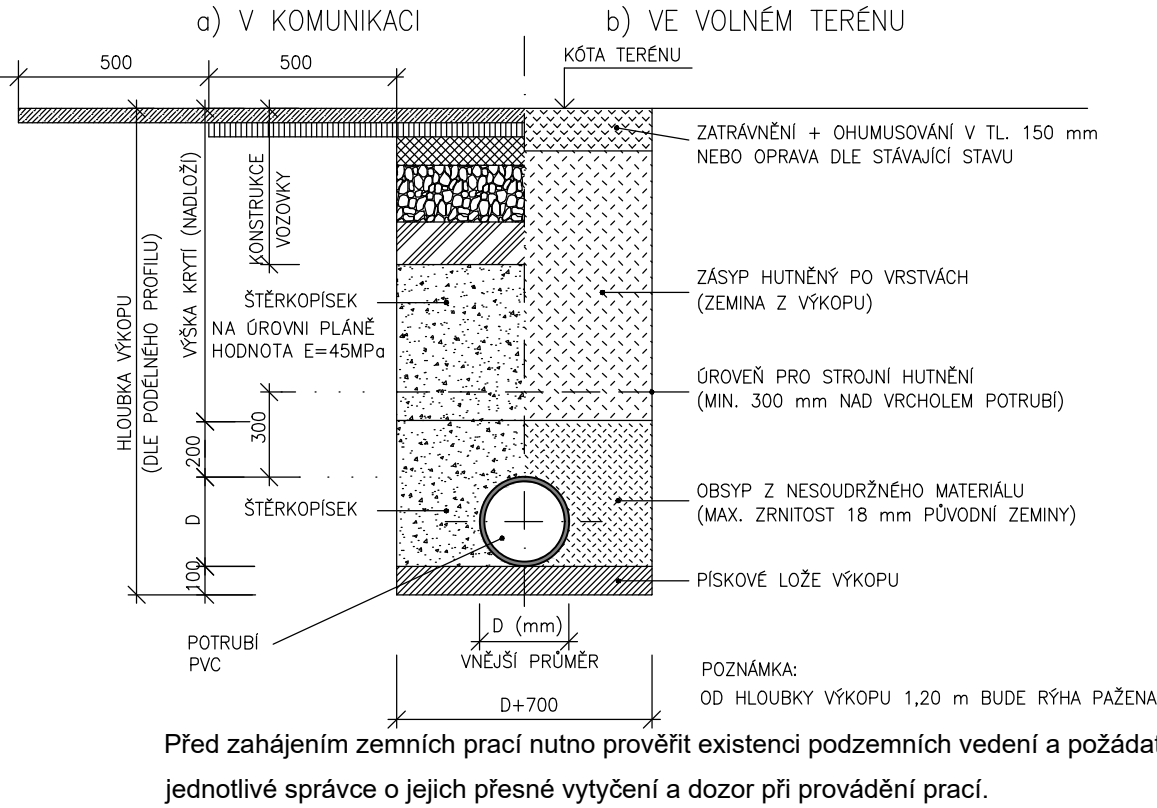 a) V KOMUNIKACI
b) VE VOLNÉM TERÉNU
KÓTA TERÉNU
500
500
ZATRÁVNĚNÍ + OHUMUSOVÁNÍ V TL. 150 mm
NEBO OPRAVA DLE STÁVAJÍCÍ STAVU
HLOUBKA VÝKOPU
(DLE PODÉLNÉHO PROFILU)
VÝŠKA KRYTÍ (NADLOŽÍ)
KONSTRUKCE
VOZOVKY
ŠTĚRKOPÍSEK
NA ÚROVNI PLÁNĚ
HODNOTA E=45MPa
ZÁSYP HUTNĚNÝ PO VRSTVÁCH
(ZEMINA Z VÝKOPU)
ÚROVEŇ PRO STROJNÍ HUTNĚNÍ
(MIN. 300 mm NAD VRCHOLEM POTRUBÍ)
300
200
D
100
ŠTĚRKOPÍSEK
OBSYP Z NESOUDRŽNÉHO MATERIÁLU
(MAX. ZRNITOST 18 mm PŮVODNÍ ZEMINY)
PÍSKOVÉ LOŽE VÝKOPU
POTRUBÍ
PVC
D (mm)
VNĚJŠÍ PRŮMĚR
D+700
POZNÁMKA:
OD HLOUBKY VÝKOPU 1,20 m BUDE RÝHA PAŽENA
Před zahájením zemních prací nutno prověřit existenci podzemních vedení a požádat
jednotlivé správce o jejich přesné vytyčení a dozor při provádění prací.